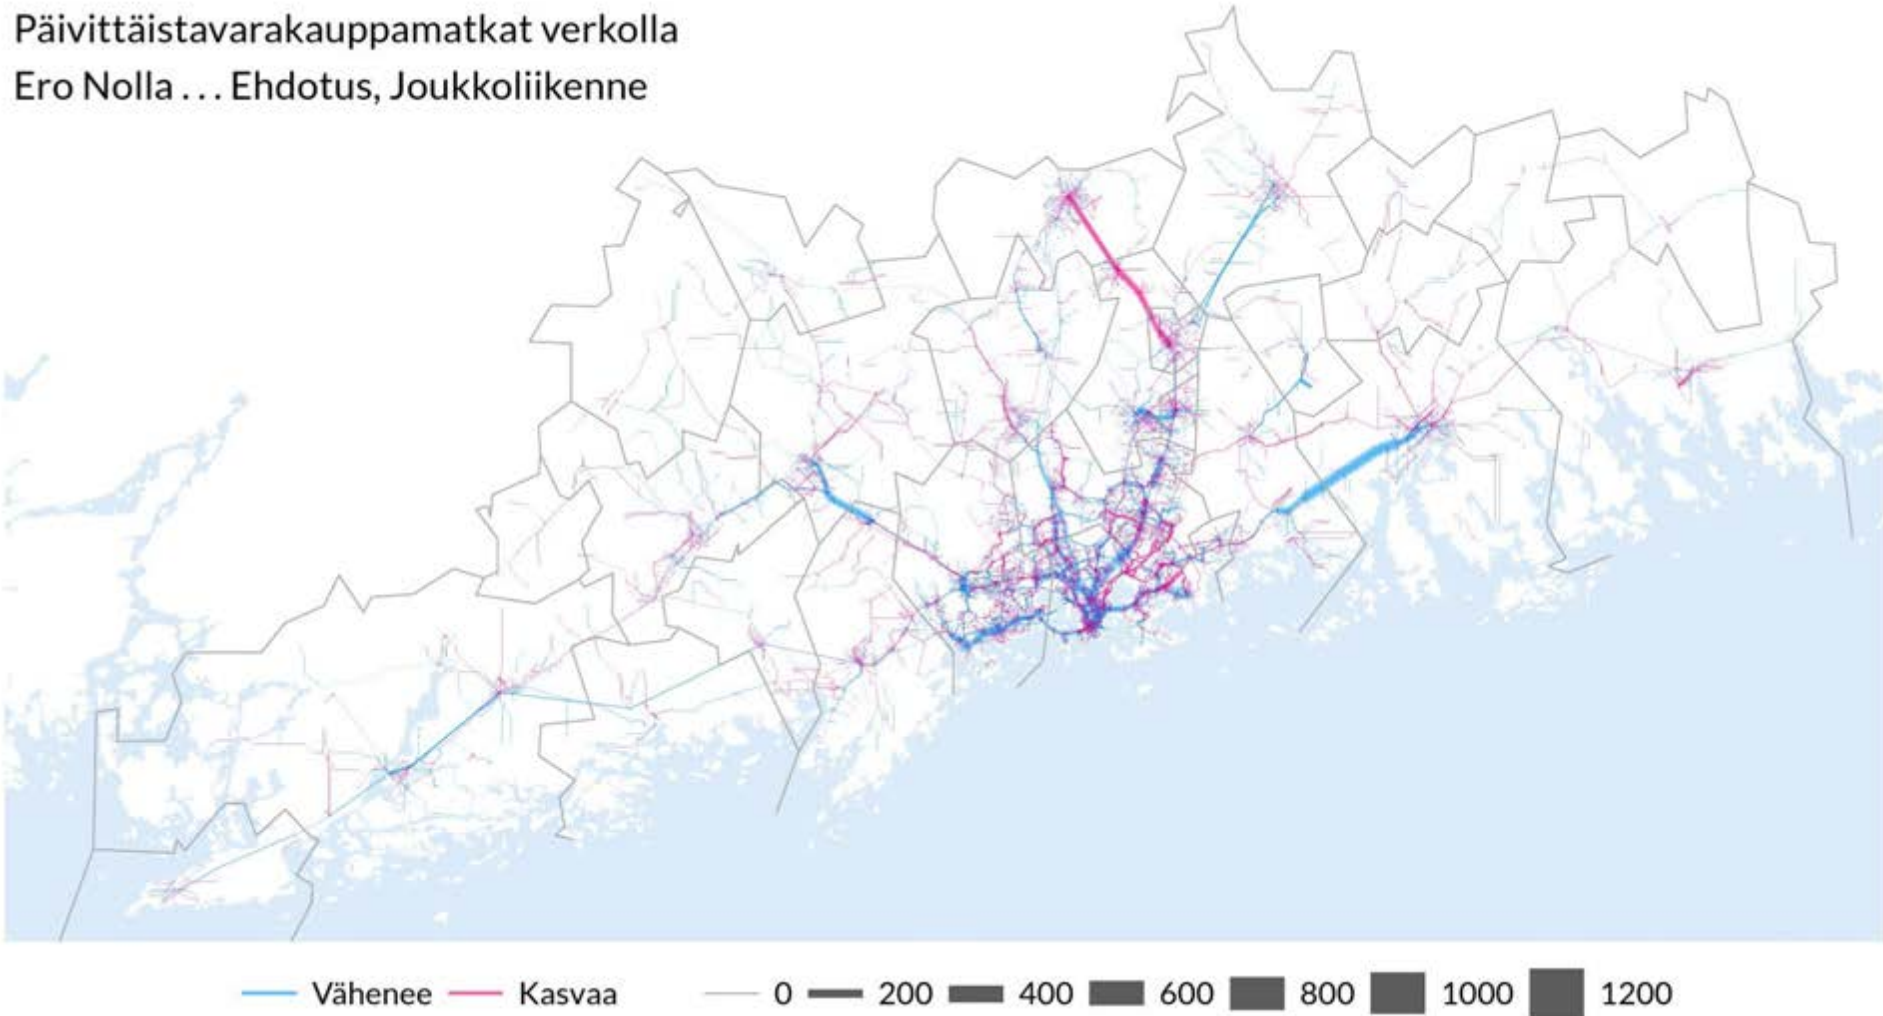 Päivittäistavarakauppamatkat verkolla
Ero Nolla . . . Ehdotus, Joukkoliikenne
Vähenee Kasvaa 0 200 400 600 800 1000 1200